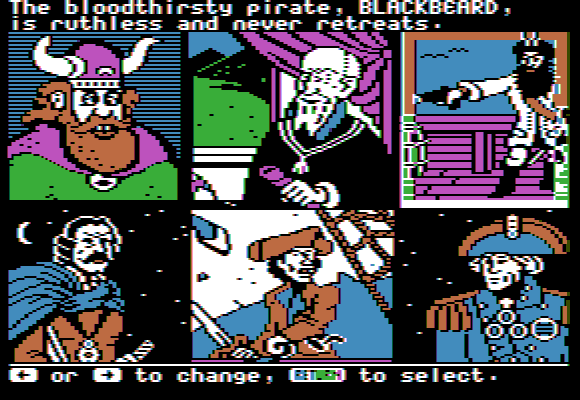 The bloodthirsty pirate, BLACKBEARD,
is ruthless and never retreats.
← or → to change, RETURN to select.